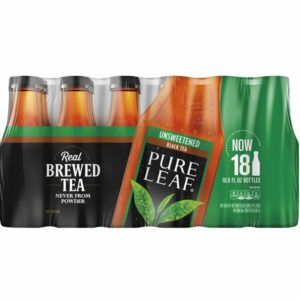 Real
BREWED
TEA
NEVER FROM
POWDER
UNSWEETENED
BLACK TEA
PURE
LEAF
NOW
18
16.9 FL OZ BOTTLES